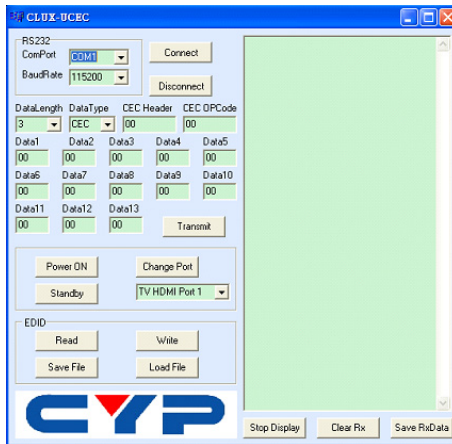 CLUX-UCEC
RS232
ComPort COM1 Connect
BaudRate 115200 Disconnect
DataLength DataType CEC Header CEC OPCode
3 CEC 00 00
Data1 Data2 Data3 Data4 Data5
00 00 00 00 00
Data6 Data7 Data8 Data9 Data10
00 00 00 00 00
Data11 Data12 Data13
00 00 00 Transmit
Power ON Change Port
Standby TV HDMI Port 1
EDID
Read Write
Save File Load File
CYP
Stop Display Clear Rx Save RxData